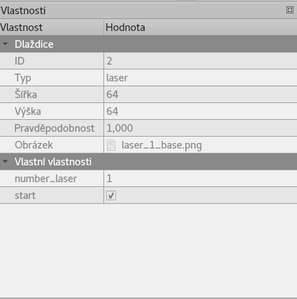 Vlastnosti
Vlastnost Hodnota
Dlaždice
ID 2
Typ laser
Šířka 64
Výška 64
Pravděpodobnost 1,000
Obrázek laser_1_base.png
Vlastní vlastnosti
number_laser 1
start